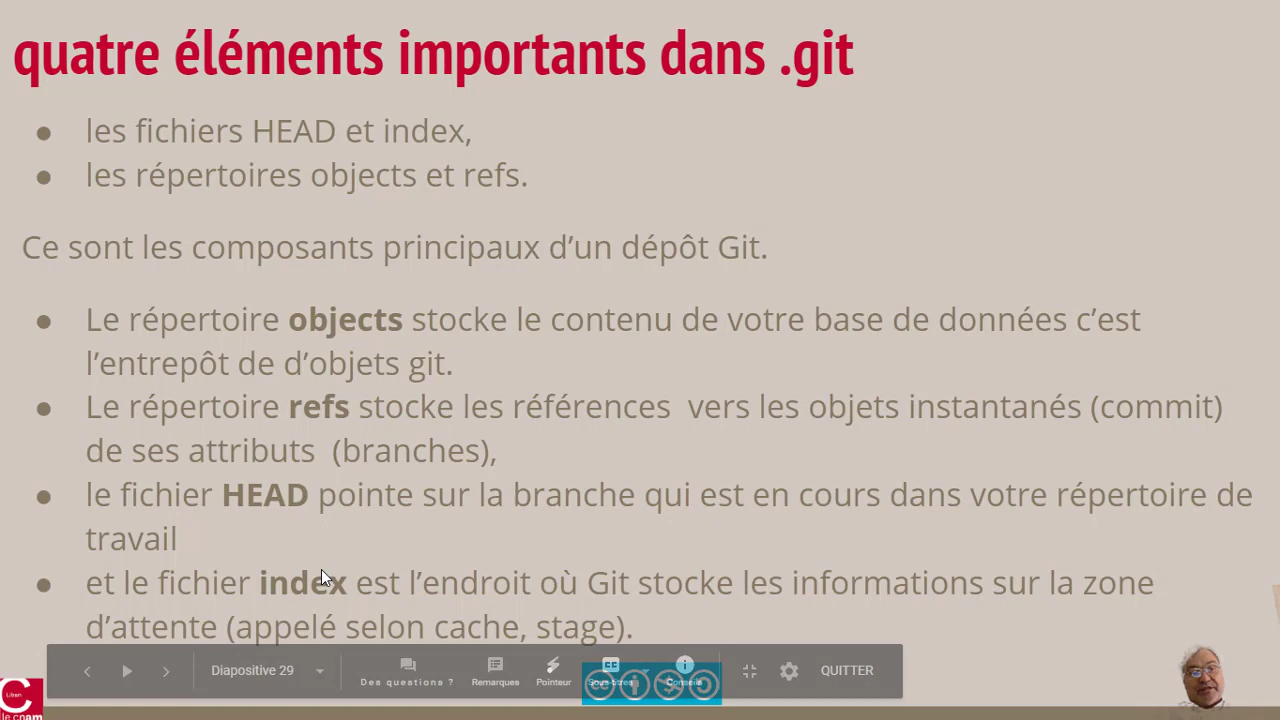 quatre éléments importants dans .git
● les fichiers HEAD et index,
● les répertoires objects et refs.
Ce sont les composants principaux d’un dépôt Git.
● Le répertoire objects stocke le contenu de votre base de données c’est
l’entrepôt de d’objets git.
● Le répertoire refs stocke les références vers les objets instantanés (commit)
de ses attributs (branches),
● le fichier HEAD pointe sur la branche qui est en cours dans votre répertoire de
travail
● et le fichier index est l’endroit où Git stocke les informations sur la zone
d’attente (appelé selon cache, stage).
Diapositive 29
Des questions ?
Remarques
Pointeur
Sous-titres
Conseils
QUITTER
Liban
le cnam